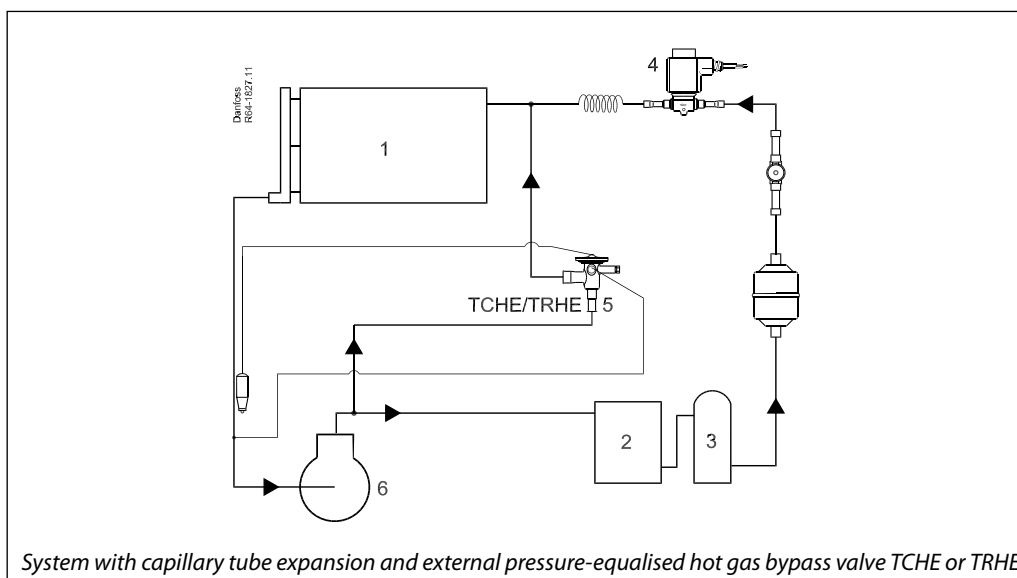 Danfoss
R64-1827.11
4
1
TCHE/TRHE 5
2
3
6
System with capillary tube expansion and external pressure-equalised hot gas bypass valve TCHE or TRHE